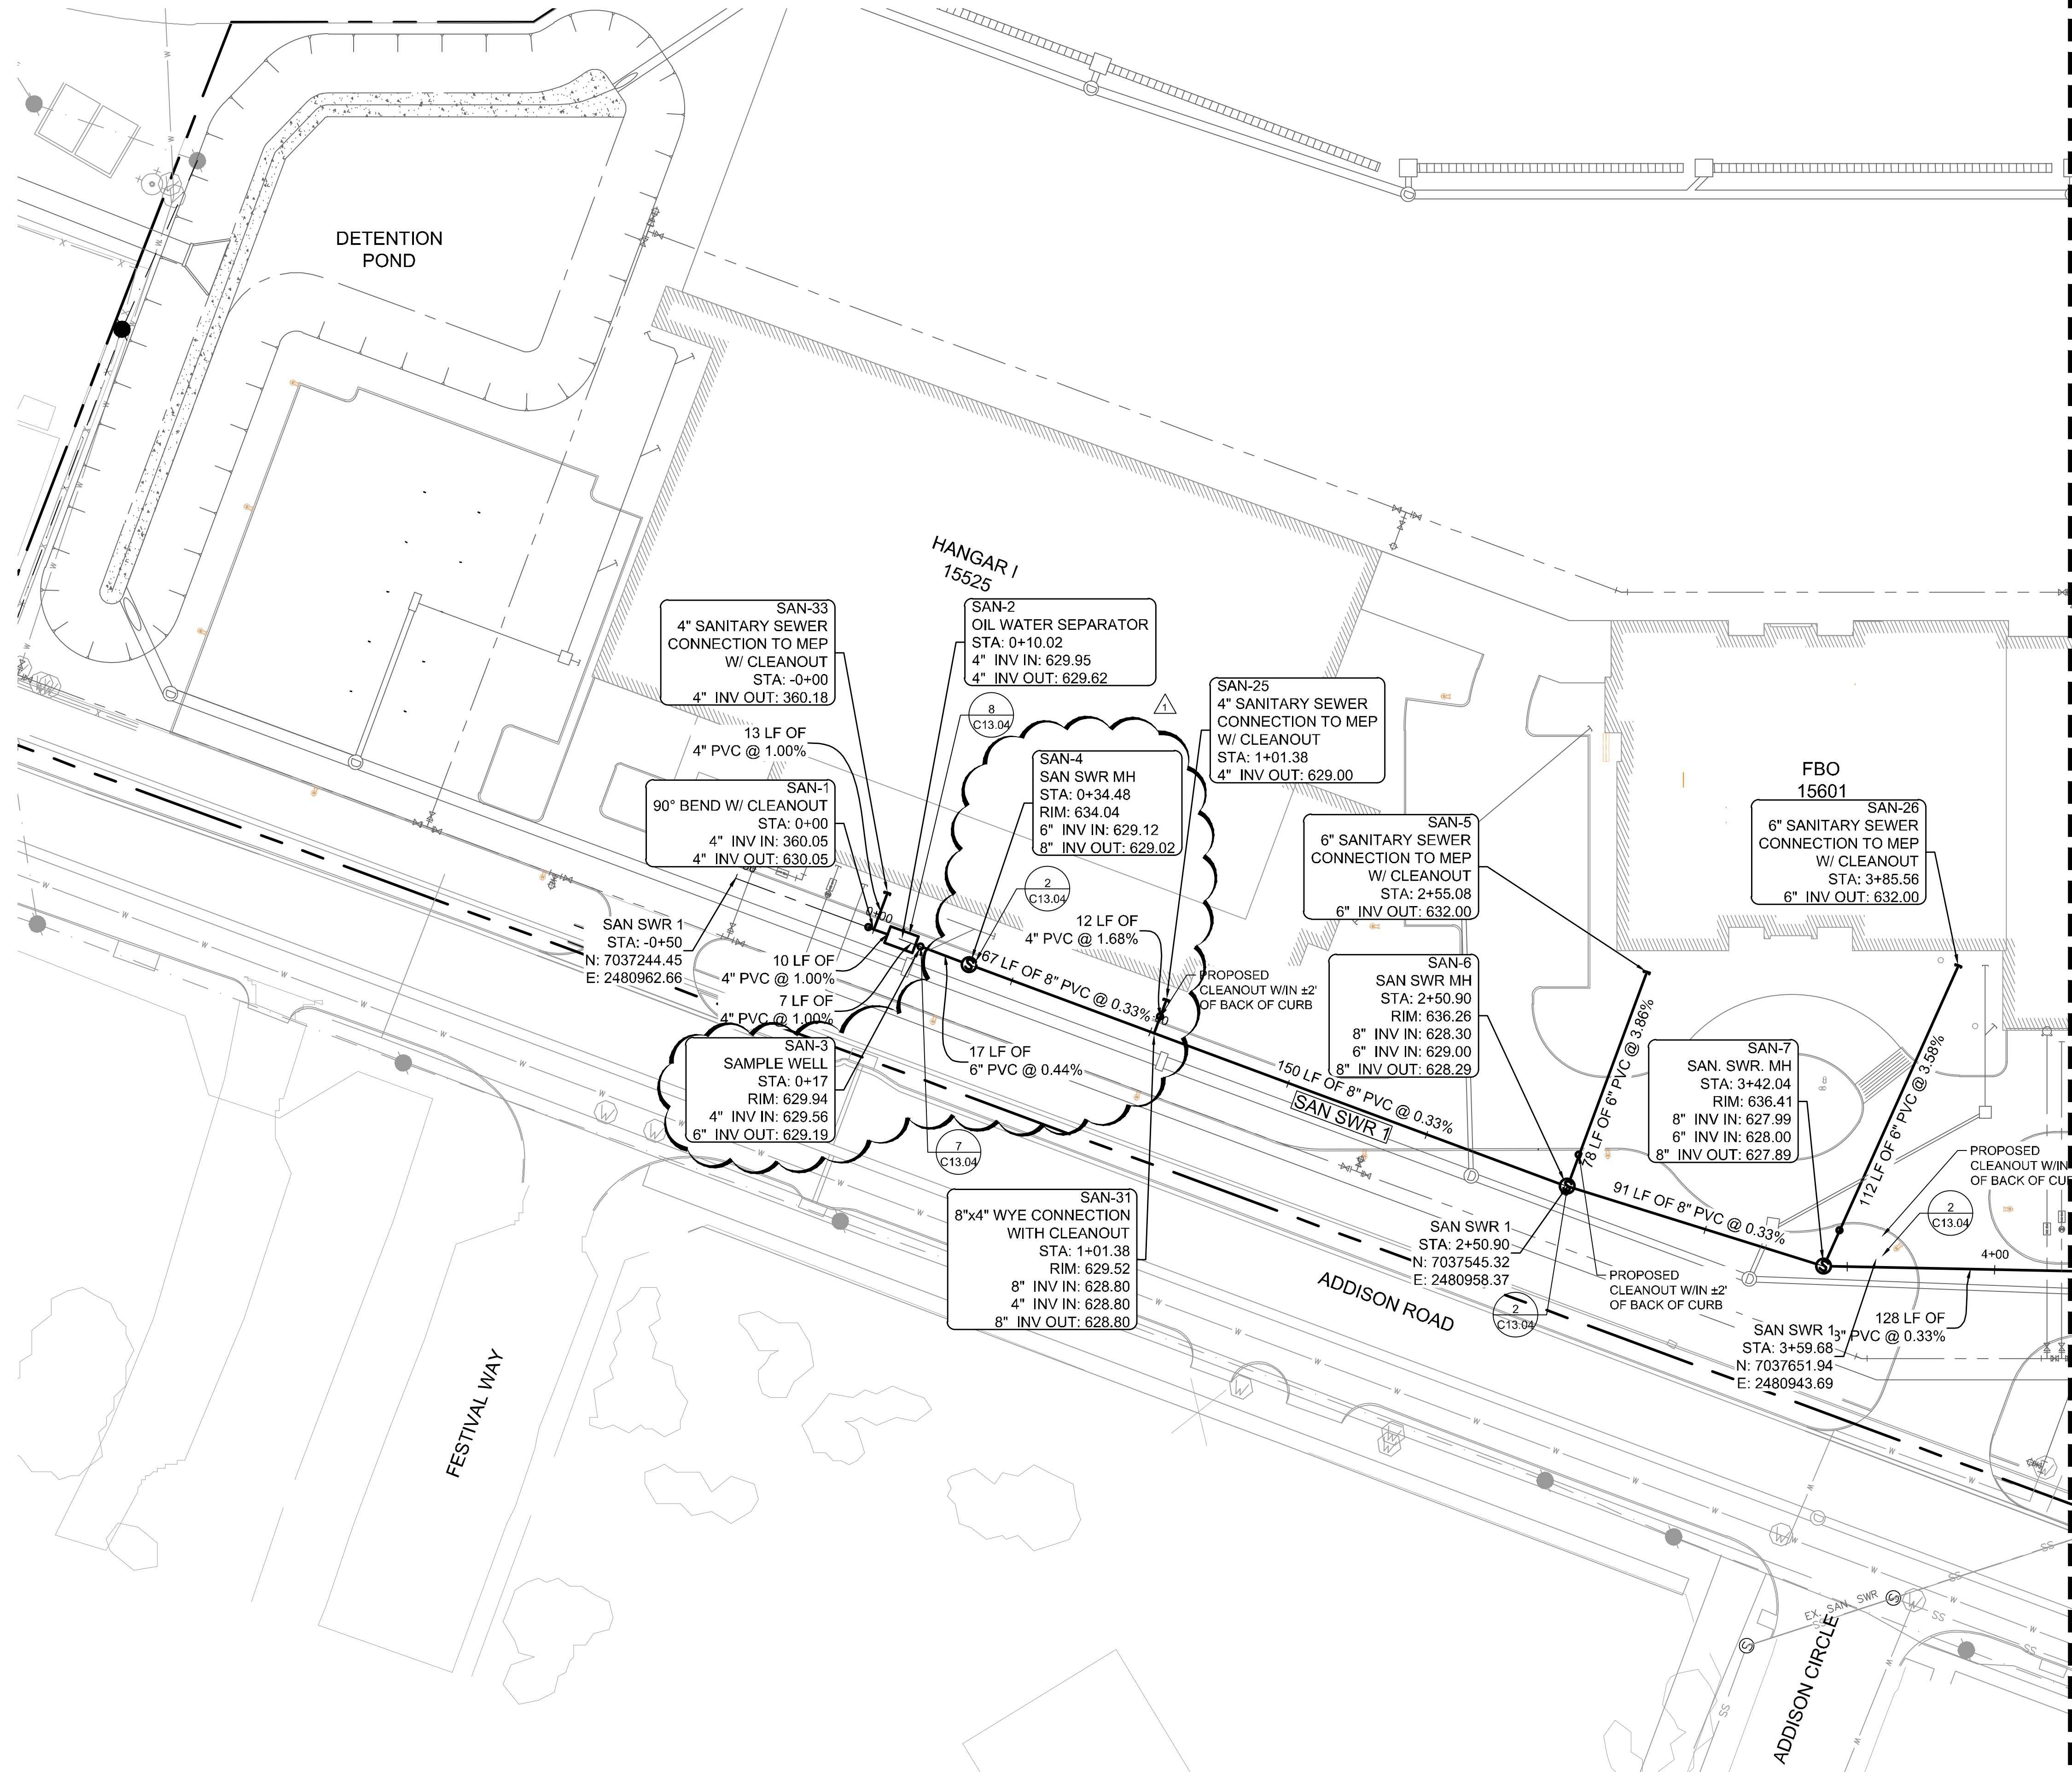 DETENTION
POND
HANGAR I
15525
SAN-33
4" SANITARY SEWER
CONNECTION TO MEP
W/ CLEANOUT
STA: -0+00
4" INV OUT: 360.18
SAN-2
OIL WATER SEPARATOR
STA: 0+10.02
4" INV IN: 629.95
4" INV OUT: 629.62
8
C13.04
1
SAN-25
4" SANITARY SEWER
CONNECTION TO MEP
W/ CLEANOUT
STA: 1+01.38
4" INV OUT: 629.00
13 LF OF
4" PVC @ 1.00%
SAN-4
SAN SWR MH
STA: 0+34.48
RIM: 634.04
6" INV IN: 629.12
8" INV OUT: 629.02
SAN-1
90° BEND W/ CLEANOUT
STA: 0+00
4" INV IN: 360.05
4" INV OUT: 630.05
FBO
15601
SAN-26
6" SANITARY SEWER
CONNECTION TO MEP
W/ CLEANOUT
STA: 3+85.56
6" INV OUT: 632.00
SAN-5
6" SANITARY SEWER
CONNECTION TO MEP
W/ CLEANOUT
STA: 2+55.08
6" INV OUT: 632.00
2
C13.04
0+00
SAN SWR 1
STA: -0+50
N: 7037244.45
E: 2480962.66
12 LF OF
4" PVC @ 1.68%
10 LF OF
4" PVC @ 1.00%
7 LF OF
4" PVC @ 1.00%
67 LF OF 8" PVC @ 0.33%
PROPOSED
CLEANOUT W/IN ±2'
OF BACK OF CURB
SAN-6
SAN SWR MH
STA: 2+50.90
RIM: 636.26
8" INV IN: 628.30
6" INV IN: 629.00
8" INV OUT: 628.29
SAN-3
SAMPLE WELL
STA: 0+17
RIM: 629.94
4" INV IN: 629.56
6" INV OUT: 629.19
17 LF OF
6" PVC @ 0.44%
150 LF OF 8" PVC @ 0.33%
SAN SWR 1
78 LF OF 6" PVC @ 3.86%
SAN-7
SAN. SWR. MH
STA: 3+42.04
RIM: 636.41
8" INV IN: 627.99
6" INV IN: 628.00
8" INV OUT: 627.89
112 LF OF 6" PVC @ 3.58%
7
C13.04
PROPOSED
CLEANOUT W/IN
OF BACK OF
2
C13.04
SAN-31
8"x4" WYE CONNECTION
WITH CLEANOUT
STA: 1+01.38
RIM: 629.52
8" INV IN: 628.80
4" INV IN: 628.80
8" INV OUT: 628.80
91 LF OF 8" PVC @ 0.33%
SAN SWR 1
STA: 2+50.90
N: 7037545.32
E: 2480958.37
4+00
PROPOSED
CLEANOUT W/IN ±2'
OF BACK OF CURB
2
C13.04
ADDISON ROAD
128 LF OF
PVC @ 0.33%
SAN SWR 1
STA: 3+59.68
N: 7037651.94
E: 2480943.69
FESTIVAL WAY
EX. SAN. SWR
ADDISON CIRCLE